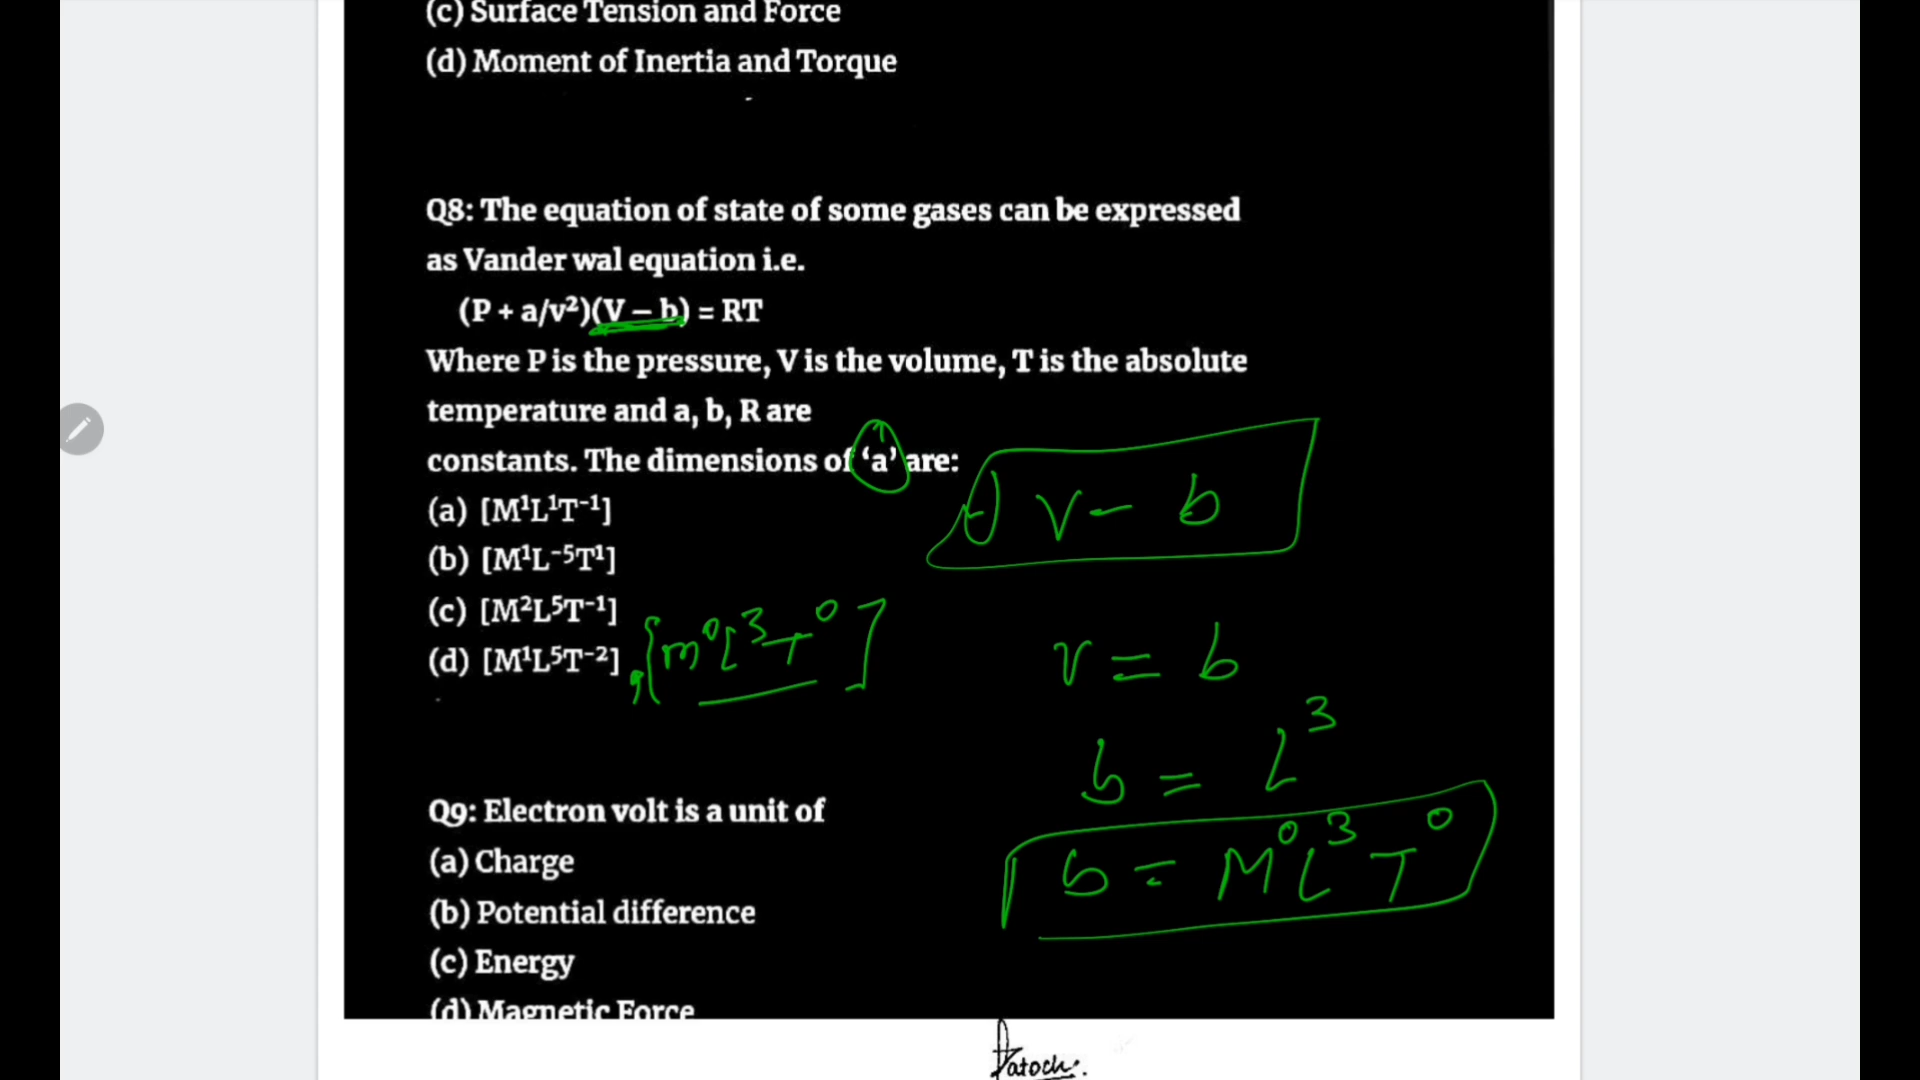 (c) Surface Tension and Force
(d) Moment of Inertia and Torque
Q8: The equation of state of some gases can be expressed
as Vander wal equation i.e.
(P + a/v²)(V – b) = RT
Where P is the pressure, V is the volume, T is the absolute
temperature and a, b, R are
constants. The dimensions of ‘a’ are:
(a) [M¹L¹T⁻¹]
(b) [M¹L⁻⁵T¹]
(c) [M²L⁵T⁻¹]
(d) [M¹L⁵T⁻²]
[M⁰L³T⁰]
V – b
V = b
b = L³
b = M⁰L³T⁰
Q9: Electron volt is a unit of
(a) Charge
(b) Potential difference
(c) Energy
(d) Magnetic Force